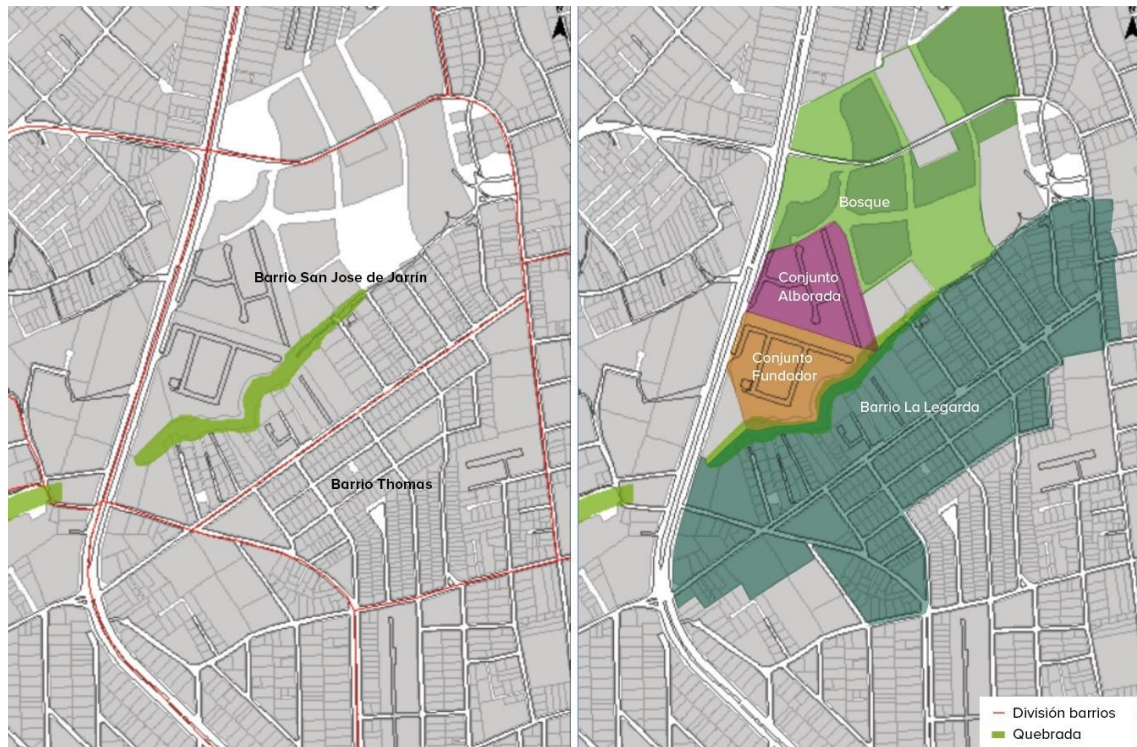 Barrio San Jose de Jarrín
Barrio Thomas
Bosque
Conjunto
Alborada
Conjunto
Fundador
Barrio La Legarda
División barrios
Quebrada